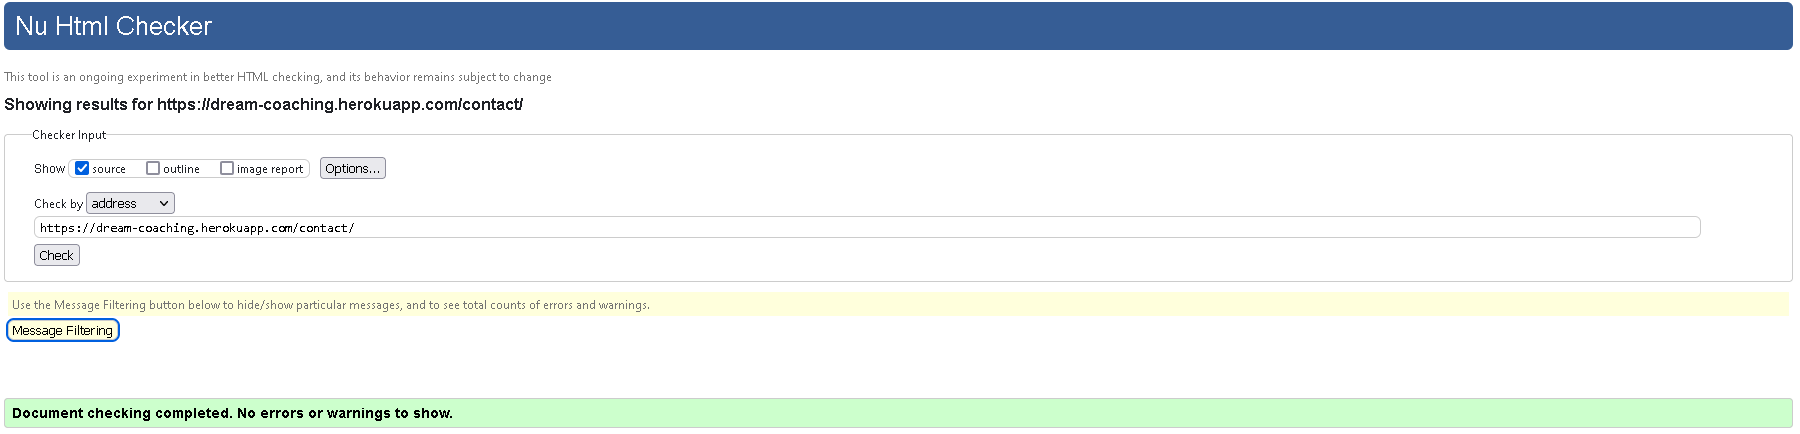 Nu Html Checker
This tool is an ongoing experiment in better HTML checking, and its behavior remains subject to change
Showing results for https://dream-coaching.herokuapp.com/contact/
Checker Input
Show source outline image report Options...
Check by address
https://dream-coaching.herokuapp.com/contact/
Check
Use the Message Filtering button below to hide/show particular messages, and to see total counts of errors and warnings.
Message Filtering
Document checking completed. No errors or warnings to show.